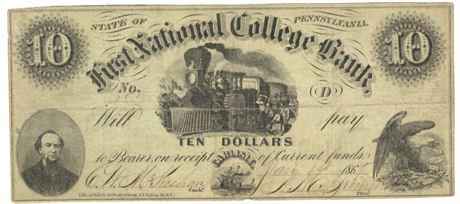 STATE OF PENNSYLVANIA.
10 First National College Bank, 10
No. D
Will pay
TEN DOLLARS
to Bearer, on receipt of Current funds
CARLISLE
186
Cash.